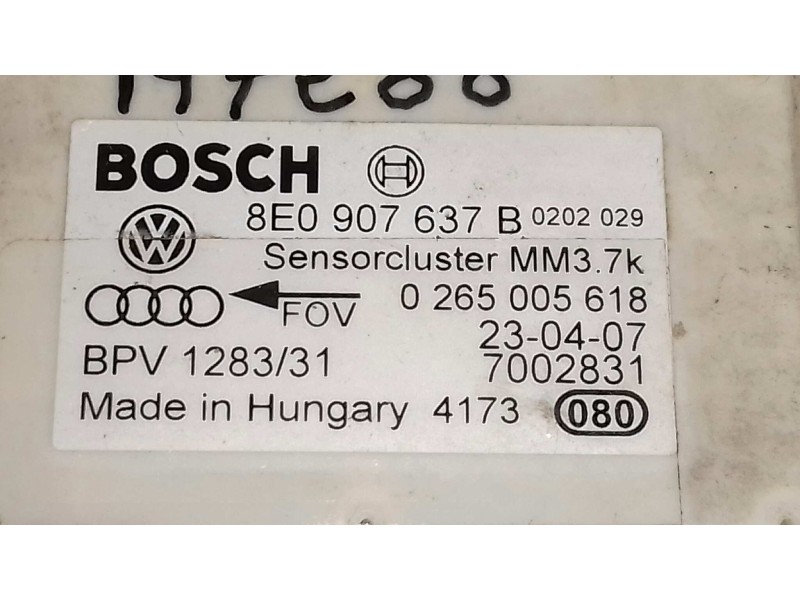 BOSCH
8E0 907 637 B 0202 029
Sensorcluster MM3.7k
FOV 0 265 005 618
23-04-07
BPV 1283/31 7002831
Made in Hungary 4173 080